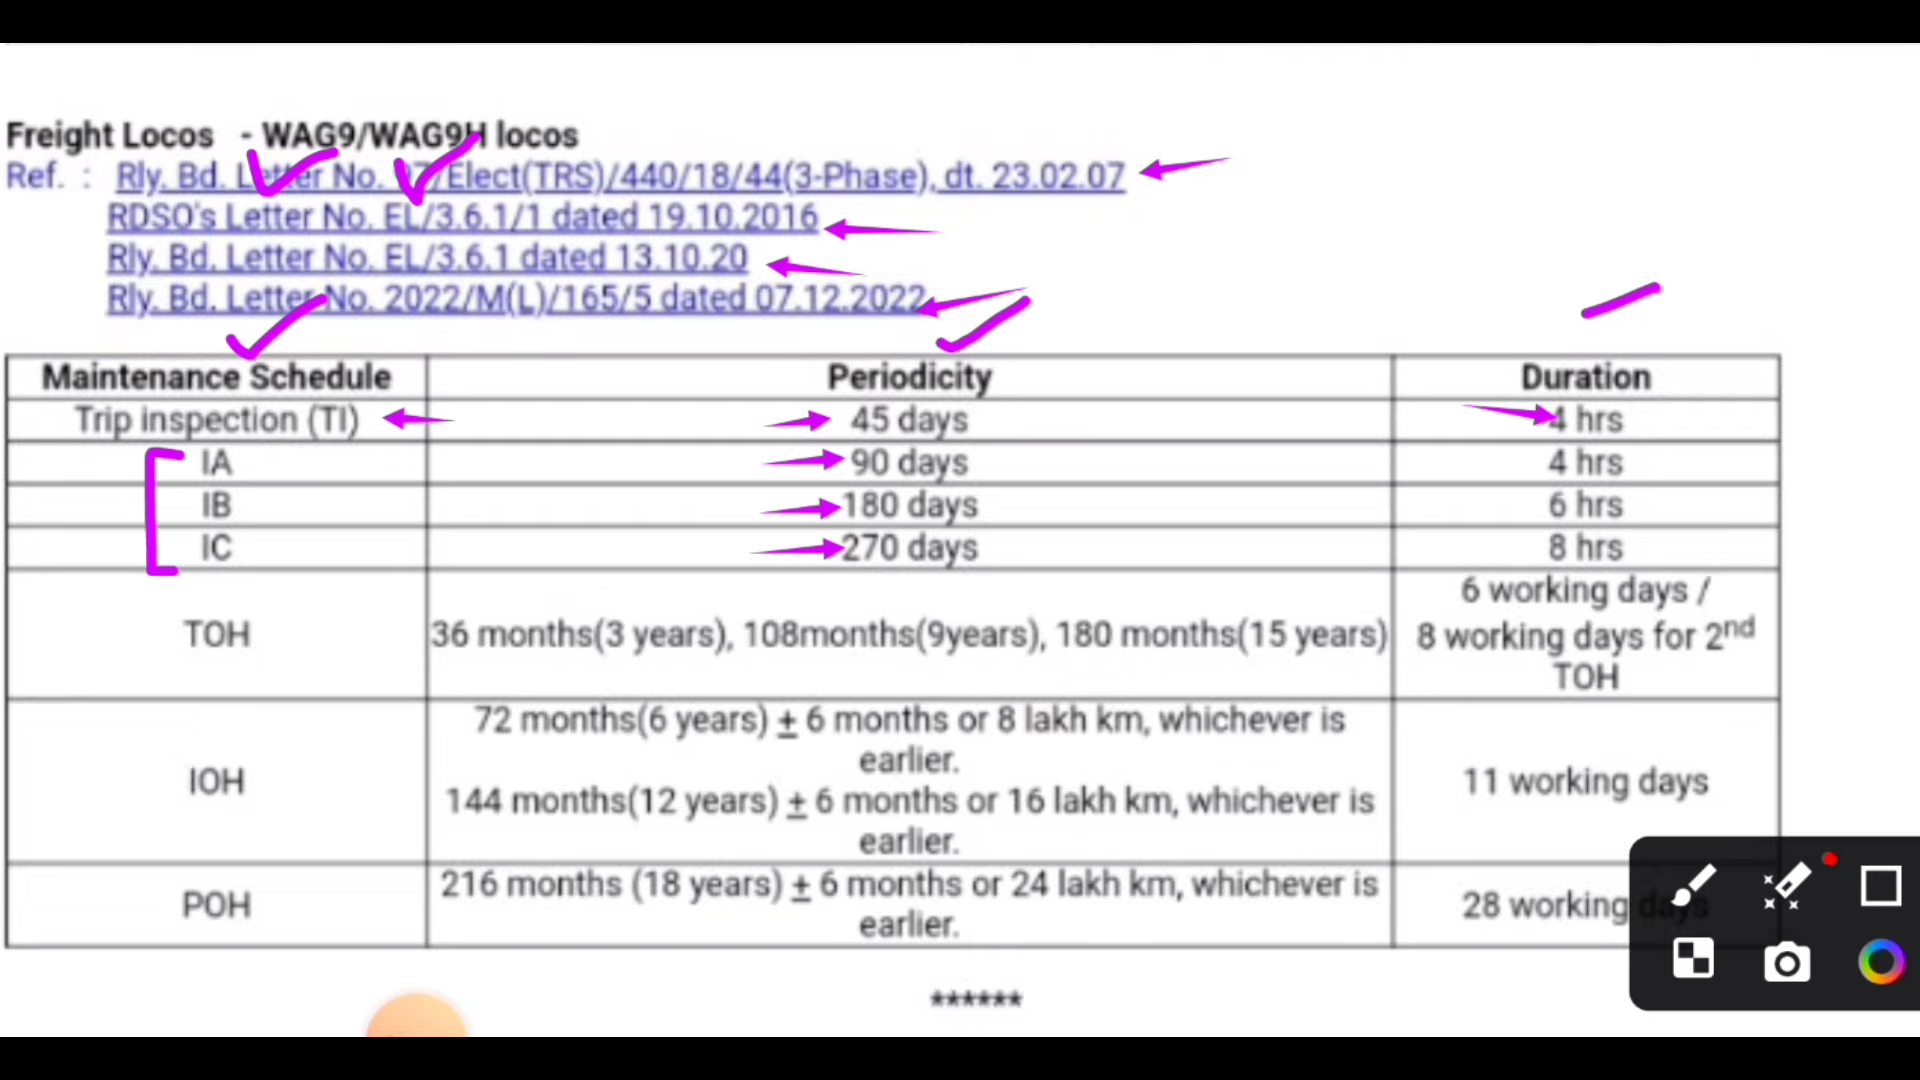 Freight Locos - WAG9/WAG9H locos
Ref. : Rly. Bd. Letter No. 97/Elect(TRS)/440/18/44(3-Phase), dt. 23.02.07
RDSO's Letter No. EL/3.6.1/1 dated 19.10.2016
Rly. Bd. Letter No. EL/3.6.1 dated 13.10.20
Rly. Bd. Letter No. 2022/M(L)/165/5 dated 07.12.2022
Maintenance Schedule Periodicity Duration
Trip inspection (TI) 45 days 4 hrs
IA 90 days 4 hrs
IB 180 days 6 hrs
IC 270 days 8 hrs
TOH 36 months(3 years), 108months(9years), 180 months(15 years) 6 working days /
8 working days for 2nd
TOH
IOH 72 months(6 years) ± 6 months or 8 lakh km, whichever is
earlier.
144 months(12 years) ± 6 months or 16 lakh km, whichever is
earlier.
11 working days
POH 216 months (18 years) ± 6 months or 24 lakh km, whichever is
earlier.
28 working days
******